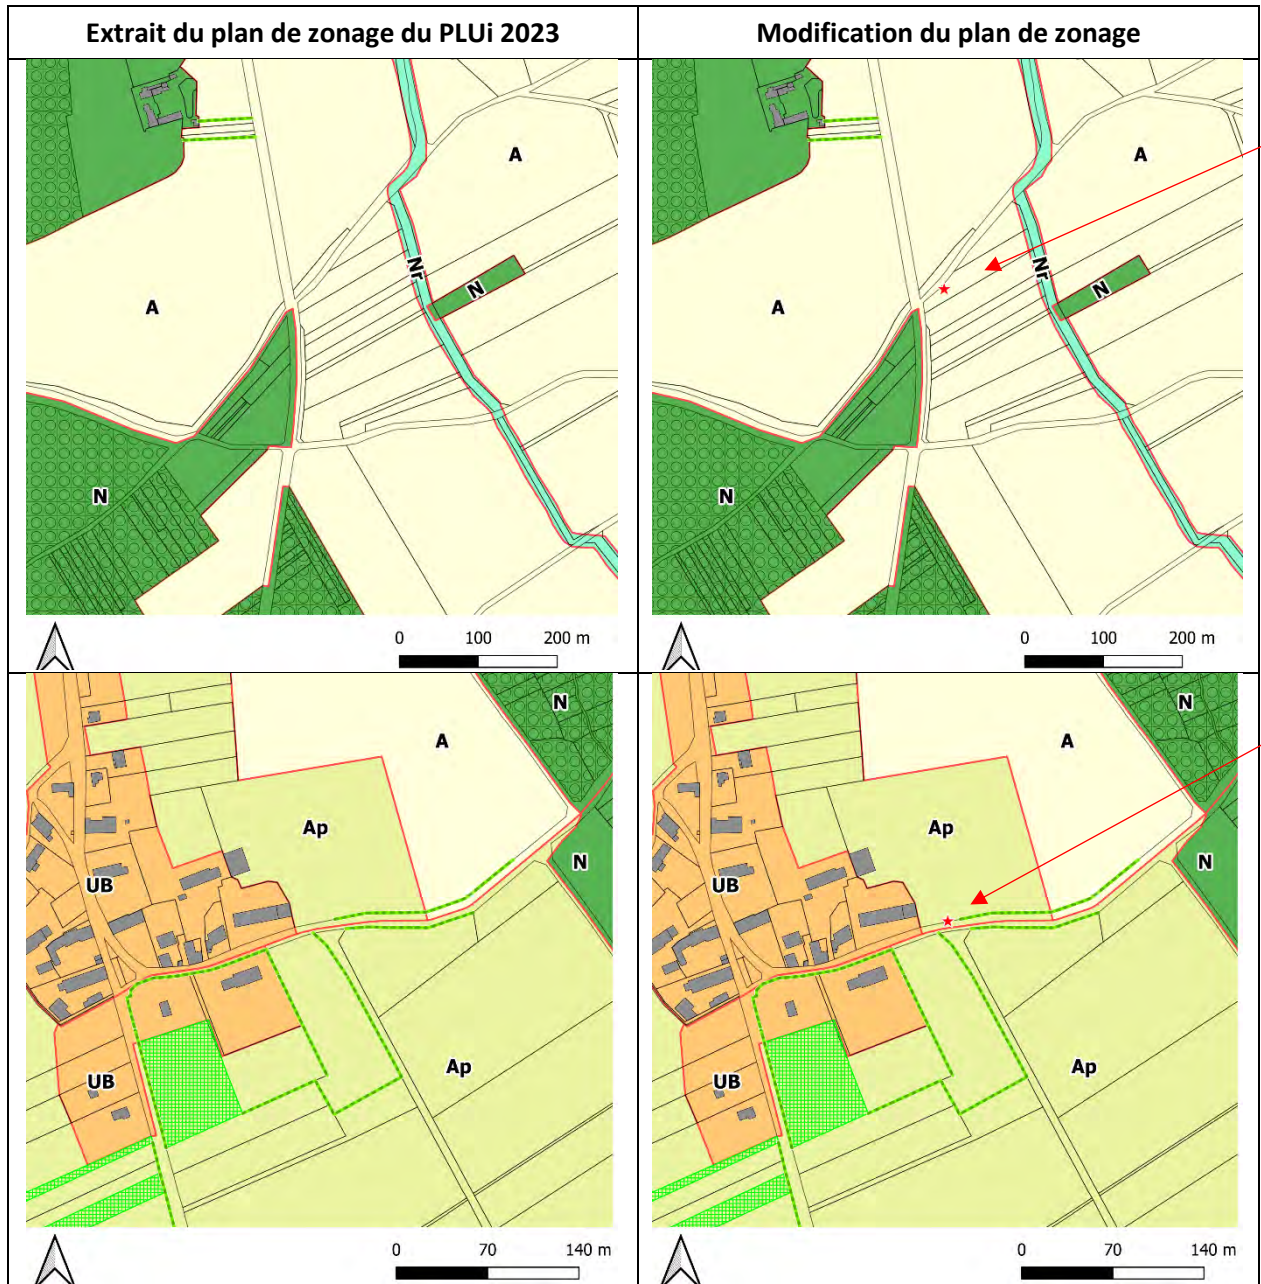 Extrait du plan de zonage du PLUi 2023
Modification du plan de zonage
A
A
Nr
N
N
0 100 200 m
A
A
Nr
N
N
0 100 200 m
N
A
Ap
N
UB
Ap
UB
0 70 140 m
N
A
Ap
N
UB
Ap
UB
0 70 140 m